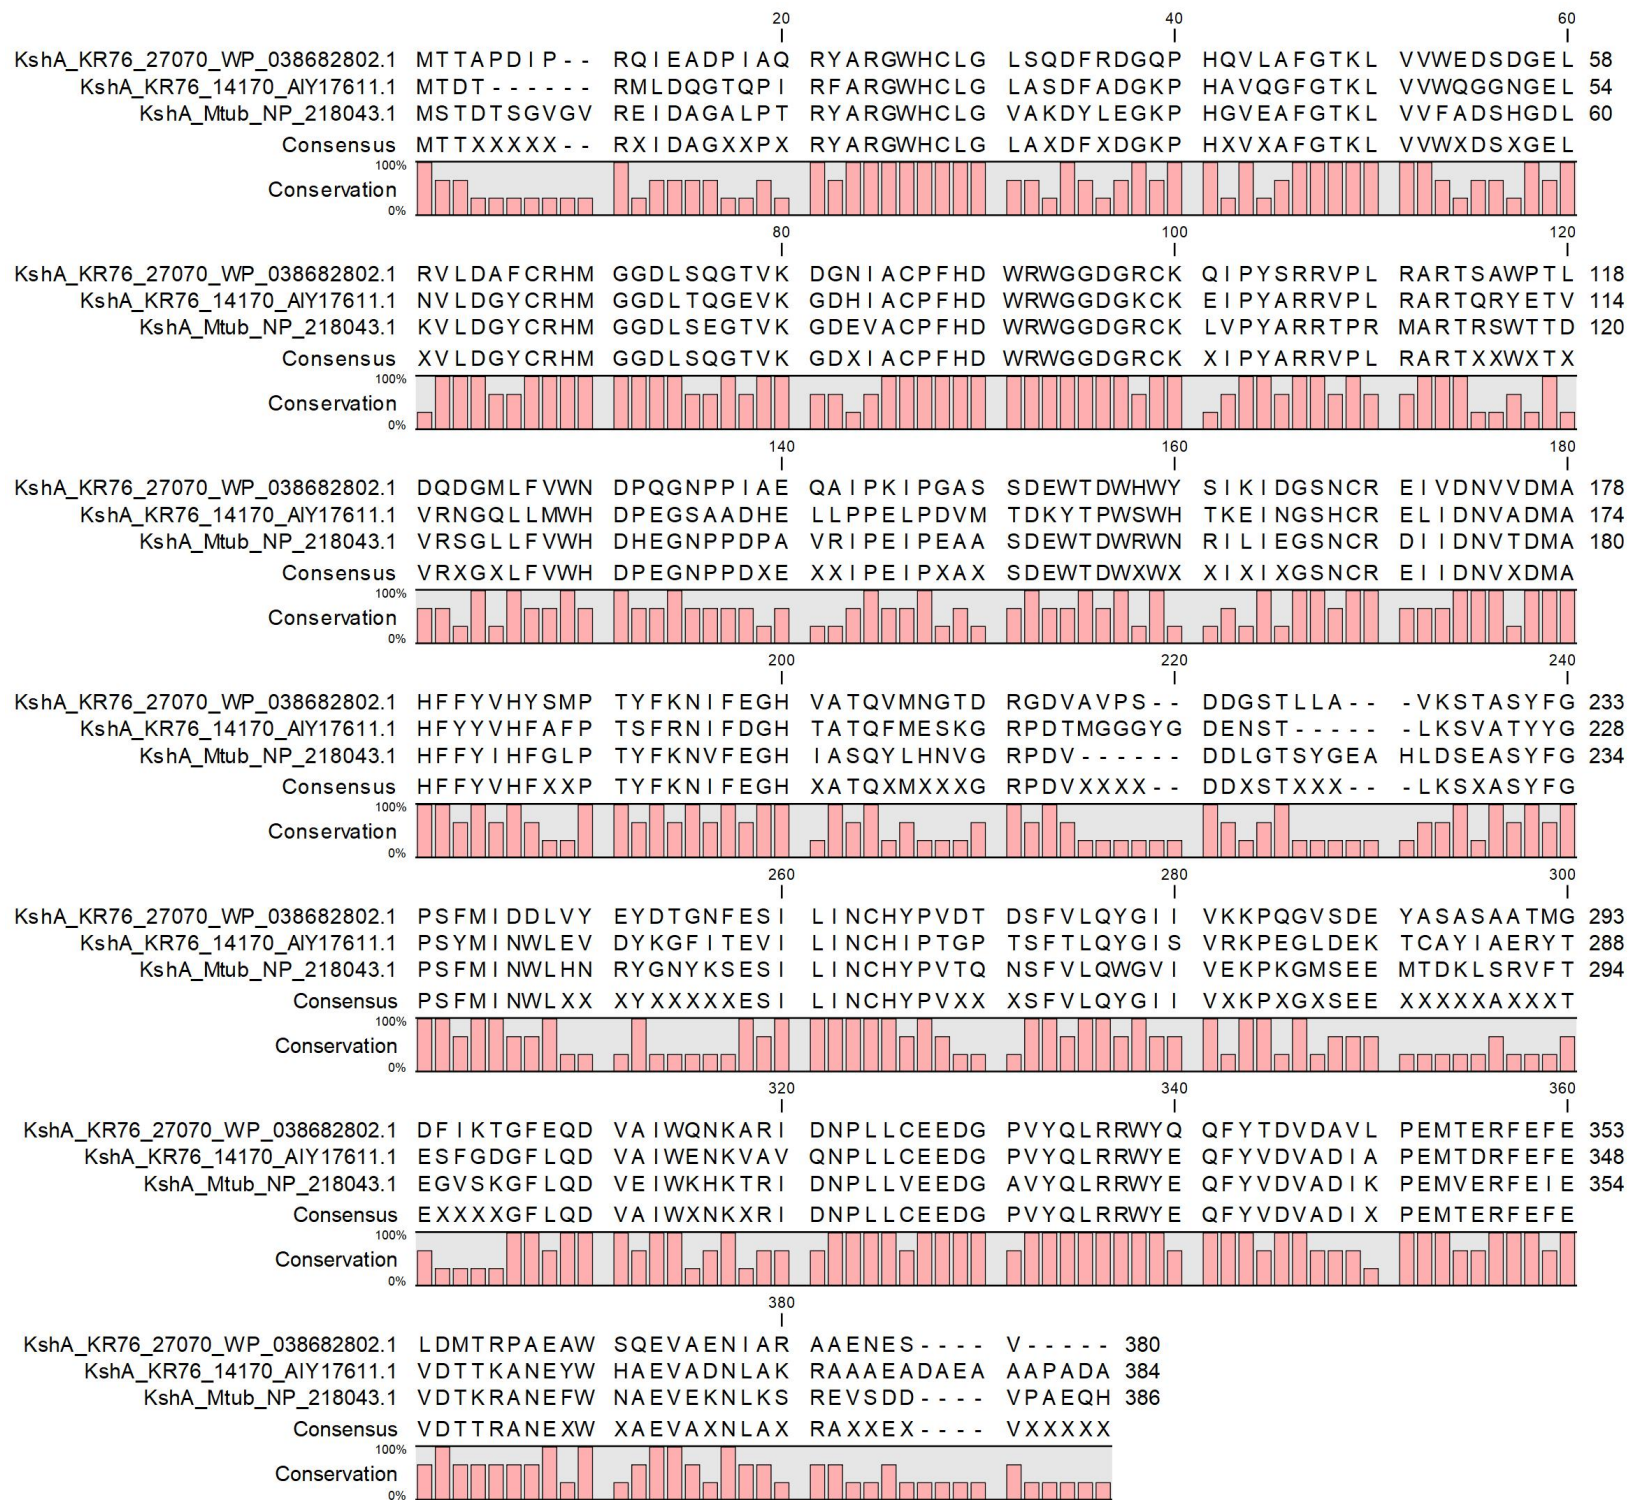 20 40 60
KshA_KR76_27070_WP_038682802.1 MTTAPDIP-- RQIEADPIAQ RYARGWHCLG LSQDFRDGQP HQVLAFGTKL VVWEDSDGEL 58
KshA_KR76_14170_AIY17611.1 MTDT------ RMLDQGTQPI RFARGWHCLG LASDFADGKP HAVQGFGTKL VVWQGGNGEL 54
KshA_Mtub_NP_218043.1 MSTDTSGVGV REIDAGALPT RYARGWHCLG VAKDYLEGKP HGVEAFGTKL VVFADSHGDL 60
Consensus MTTXXXXX-- RXIDAGXXPX RYARGWHCLG LAXDFXDGKP HXVXAFGTKL VVWXDSXGEL
100%
Conservation
0%
80 100 120
KshA_KR76_27070_WP_038682802.1 RVLDAFCRHM GGDLSQGTVK DGNIACPFHD WRWGGDGRCK QIPYSRRVPL RARTSAWPTL 118
KshA_KR76_14170_AIY17611.1 NVLDGYCRHM GGDLTQGEVK GDHIACPFHD WRWGGDGKCK EIPYARRVPL RARTQRYETV 114
KshA_Mtub_NP_218043.1 KVLDGYCRHM GGDLSEGTVK GDEVACPFHD WRWGGDGRCK LVPYARRTPR MARTRSWTTD 120
Consensus XVLDGYCRHM GGDLSQGTVK GDXIACPFHD WRWGGDGRCK XIPYARRVPL RARTXXWXTX
100%
Conservation
0%
140 160 180
KshA_KR76_27070_WP_038682802.1 DQDGMLFVWN DPQGNPPIAE QAIPKIPGAS SDEWTDWHWY SIKIDGSNCR EIVDNVVDMA 178
KshA_KR76_14170_AIY17611.1 VRNGQLLMWH DPEGSAADHE LLPPELPDVM TDKYTPWSWH TKEINGSHCR ELIDNVADMA 174
KshA_Mtub_NP_218043.1 VRSGLLFVWH DHEGNPPDPA VRIPEIPEAA SDEWTDWRWN RILIEGSNCR DIIDNVTDMA 180
Consensus VRXGXLFVWH DPEGNPPDXE XXIPEIPXAX SDEWTDWXWX XIXIXGSNCR EIIDNVXDMA
100%
Conservation
0%
200 220 240
KshA_KR76_27070_WP_038682802.1 HFFYVHYSMP TYFKNIFEGH VATQVMNGTD RGDVAVPS-- DDGSTLLA-- -VKSTASYFG 233
KshA_KR76_14170_AIY17611.1 HFYYVHFAFP TSFRNIFDGH TATQFMESKG RPDTMGGGYG DENST----- -LKSVATYYG 228
KshA_Mtub_NP_218043.1 HFFYIHFGLP TYFKNVFEGH IASQYLHNVG RPDV------ DDLGTSYGEA HLDSEASYFG 234
Consensus HFFYVHFXXP TYFKNIFEGH XATQXMXXXG RPDVXXXX-- DDXSTXXX-- -LKSXASYFG
100%
Conservation
0%
260 280 300
KshA_KR76_27070_WP_038682802.1 PSFMIDDLVY EYDTGNFESI LINCHYPVDT DSFVLQYGII VKKPQGVSDE YASASAATMG 293
KshA_KR76_14170_AIY17611.1 PSYMINWLEV DYKGFITEVI LINCHIPTGP TSFTLQYGIS VRKPEGLDEK TCAYIAERYT 288
KshA_Mtub_NP_218043.1 PSFMINWLHN RYGNYKSESI LINCHYPVTQ NSFVLQWGVI VEKPKGMSEE MTDKLSRVFT 294
Consensus PSFMINWLXX XYXXXXXESI LINCHYPVXX XSFVLQYGII VXKPXGXSEE XXXXXAXXXT
100%
Conservation
0%
320 340 360
KshA_KR76_27070_WP_038682802.1 DFIKTGFEQD VAIWQNKARI DNPLLCEEDG PVYQLRRWYQ QFYTDVDAVL PEMTERFEFE 353
KshA_KR76_14170_AIY17611.1 ESFGDGFLQD VAIWENKVAV QNPLLCEEDG PVYQLRRWYE QFYVDVADIA PEMTDRFEFE 348
KshA_Mtub_NP_218043.1 EGVSKGFLQD VEIWKHKTRI DNPLLVEEDG AVYQLRRWYE QFYVDVADIK PEMVERFEIE 354
Consensus EXXXXGFLQD VAIWXNKXRI DNPLLCEEDG PVYQLRRWYE QFYVDVADIX PEMTERFEFE
100%
Conservation
0%
380
KshA_KR76_27070_WP_038682802.1 LDMTRPAEAW SQEVAENIAR AAENES---- V----- 380
KshA_KR76_14170_AIY17611.1 VDTTKANEYW HAEVADNLAK RAAAEADAEA AAPADA 384
KshA_Mtub_NP_218043.1 VDTKRANEFW NAEVEKNLKS REVSDD---- VPAEQH 386
Consensus VDTTRANEXW XAEVAXNLAX RAXXEX---- VXXXXX
100%
Conservation
0%